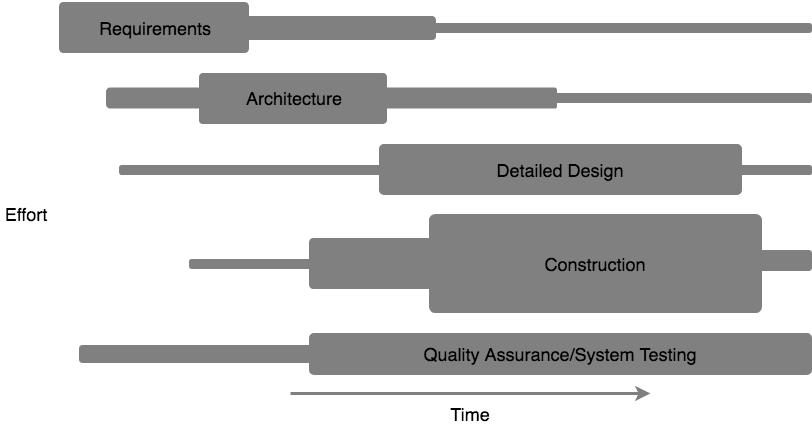 Requirements
Architecture
Detailed Design
Effort
Construction
Quality Assurance/System Testing
Time